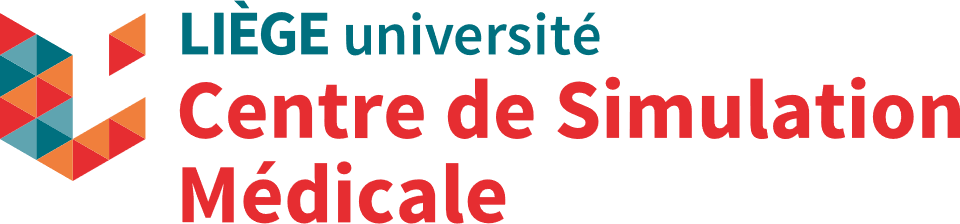 LIÈGE université
Centre de Simulation
Médicale